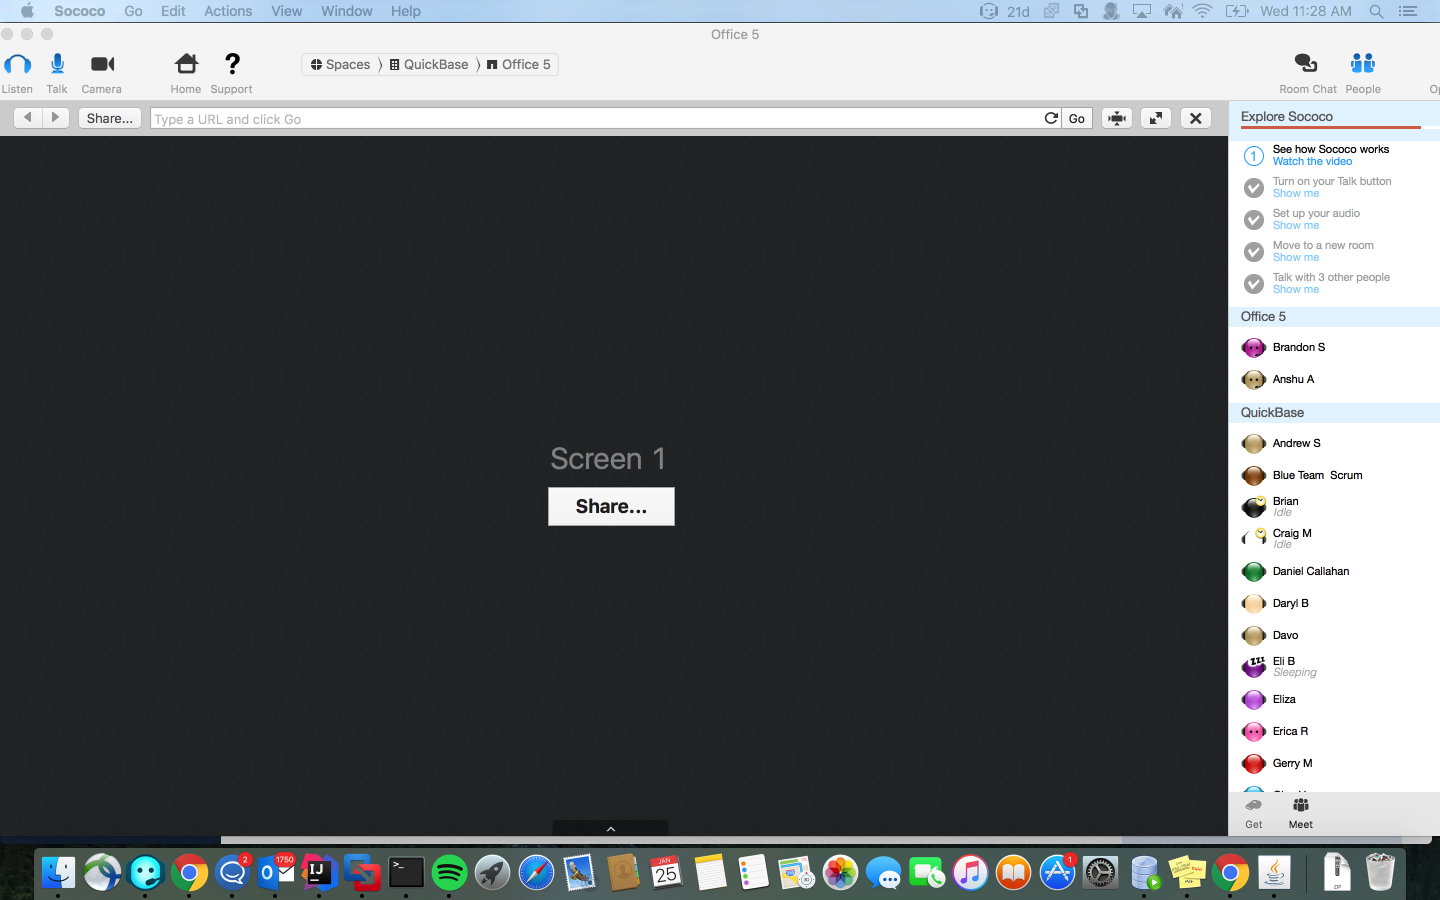 Sococo Go Edit Actions View Window Help 21d Wed 11:28 AM
Office 5
Listen Talk Camera Home Support
Spaces QuickBase Office 5
Room Chat People
Share... Type a URL and click Go Go
Explore Sococo
1 See how Sococo works
Watch the video
Turn on your Talk button
Show me
Set up your audio
Show me
Move to a new room
Show me
Talk with 3 other people
Show me
Office 5
Brandon S
Anshu A
QuickBase
Andrew S
Blue Team Scrum
Brian
Idle
Craig M
Idle
Daniel Callahan
Daryl B
Davo
Eli B
Sleeping
Eliza
Erica R
Gerry M
Screen 1
Share...
Get Meet
2
1750
IJ
JAN
25
1
ZIP